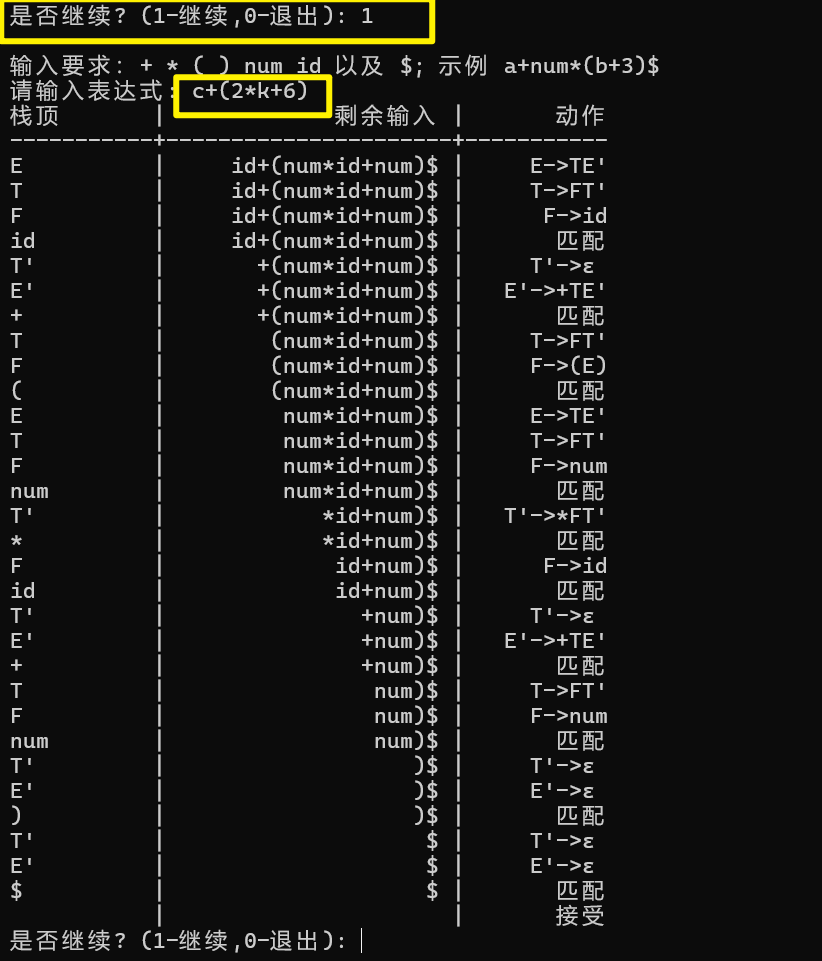 是否继续? (1-继续,0-退出): 1
输入要求: + * ( ) num id 以及 $; 示例 a+num*(b+3)$
请输入表达式: c+(2*k+6)
栈顶 | 剩余输入 | 动作
-----------+----------------------+-----------
E | id+(num*id+num)$ | E->TE'
T | id+(num*id+num)$ | T->FT'
F | id+(num*id+num)$ | F->id
id | id+(num*id+num)$ | 匹配
T' | +(num*id+num)$ | T'->ε
E' | +(num*id+num)$ | E'->+TE'
+ | +(num*id+num)$ | 匹配
T | (num*id+num)$ | T->FT'
F | (num*id+num)$ | F->(E)
( | (num*id+num)$ | 匹配
E | num*id+num)$ | E->TE'
T | num*id+num)$ | T->FT'
F | num*id+num)$ | F->num
num | num*id+num)$ | 匹配
T' | *id+num)$ | T'->*FT'
* | *id+num)$ | 匹配
F | id+num)$ | F->id
id | id+num)$ | 匹配
T' | +num)$ | T'->ε
E' | +num)$ | E'->+TE'
+ | +num)$ | 匹配
T | num)$ | T->FT'
F | num)$ | F->num
num | num)$ | 匹配
T' | )$ | T'->ε
E' | )$ | E'->ε
) | )$ | 匹配
T' | $ | T'->ε
E' | $ | E'->ε
$ | $ | 匹配
| | 接受
是否继续? (1-继续,0-退出):